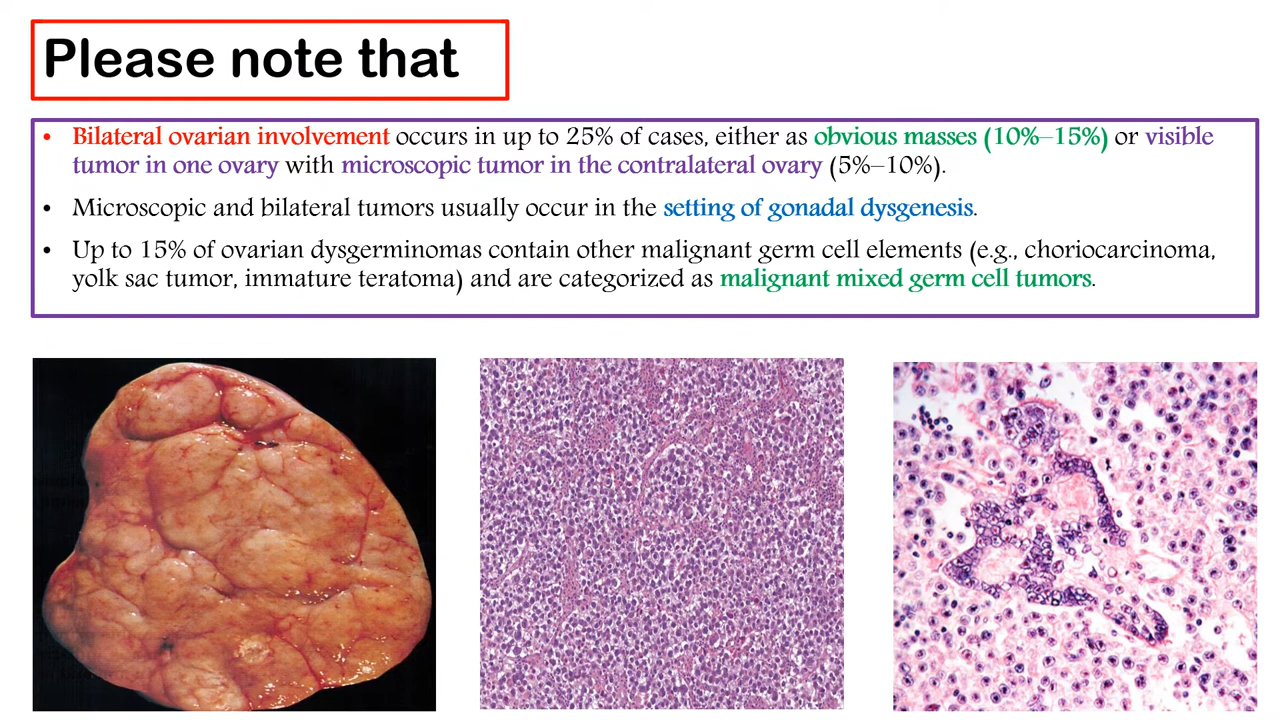 Please note that
• Bilateral ovarian involvement occurs in up to 25% of cases, either as obvious masses (10%–15%) or visible
tumor in one ovary with microscopic tumor in the contralateral ovary (5%–10%).
• Microscopic and bilateral tumors usually occur in the setting of gonadal dysgenesis.
• Up to 15% of ovarian dysgerminomas contain other malignant germ cell elements (e.g., choriocarcinoma,
yolk sac tumor, immature teratoma) and are categorized as malignant mixed germ cell tumors.